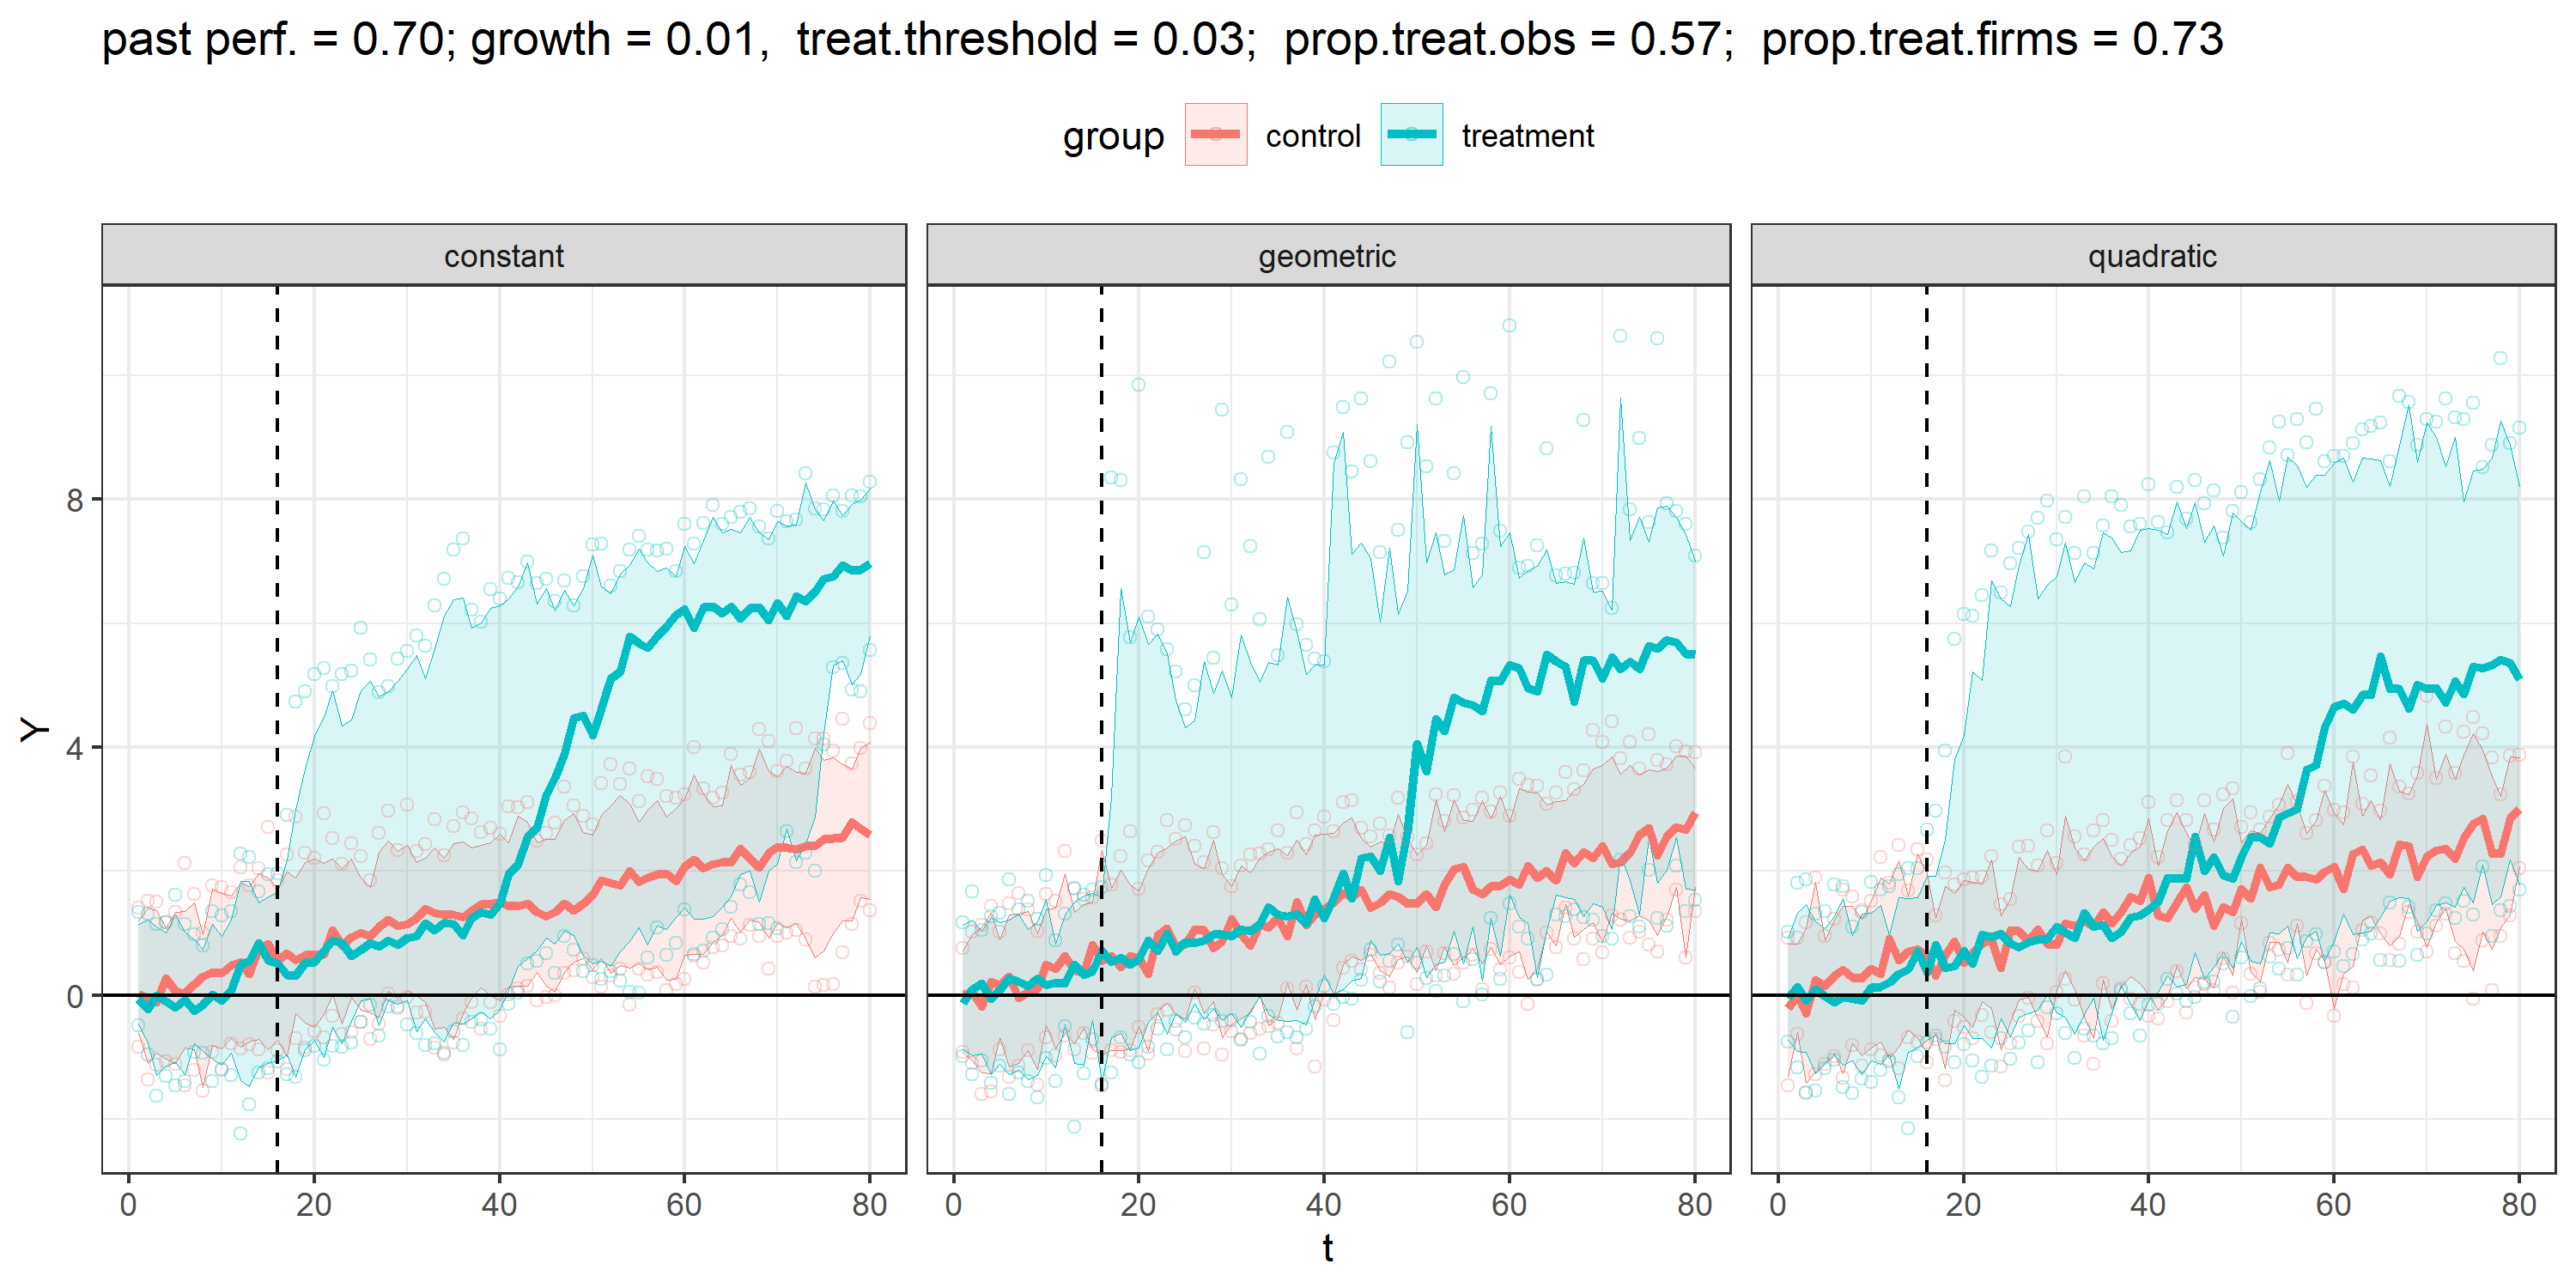 past perf. = 0.70; growth = 0.01,  treat.threshold = 0.03;  prop.treat.obs = 0.57;  prop.treat.firms = 0.73
group control treatment
constant geometric quadratic
Y
8
4
0
0 20 40 60 80 0 20 40 60 80 0 20 40 60 80
t